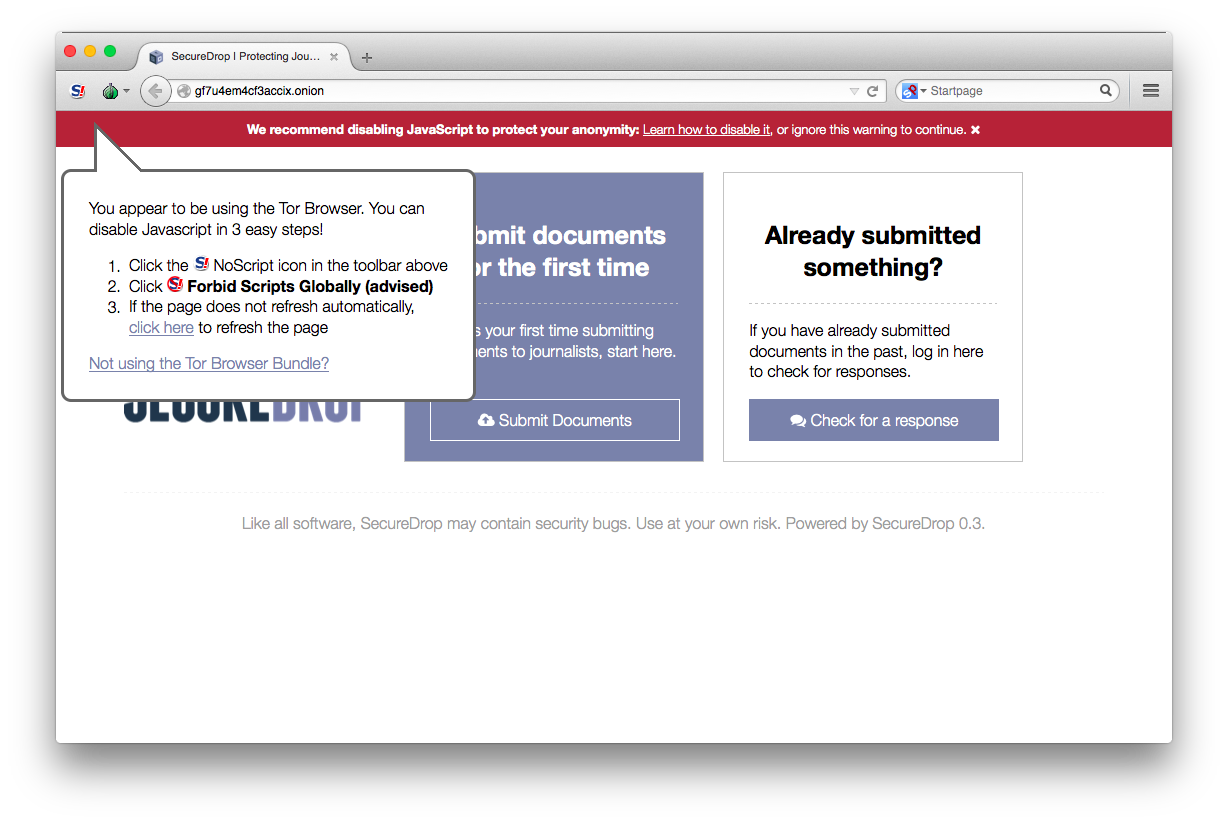 SecureDrop | Protecting Jou...
gf7u4em4cf3accix.onion
Startpage
We recommend disabling JavaScript to protect your anonymity: Learn how to disable it, or ignore this warning to continue.
You appear to be using the Tor Browser. You can
disable Javascript in 3 easy steps!
1. Click the S! NoScript icon in the toolbar above
2. Click S! Forbid Scripts Globally (advised)
3. If the page does not refresh automatically,
click here to refresh the page
Not using the Tor Browser Bundle?
SECUREDROP
bmit documents
r the first time
s your first time submitting
ents to journalists, start here.
Submit Documents
Already submitted
something?
If you have already submitted
documents in the past, log in here
to check for responses.
Check for a response
Like all software, SecureDrop may contain security bugs. Use at your own risk. Powered by SecureDrop 0.3.